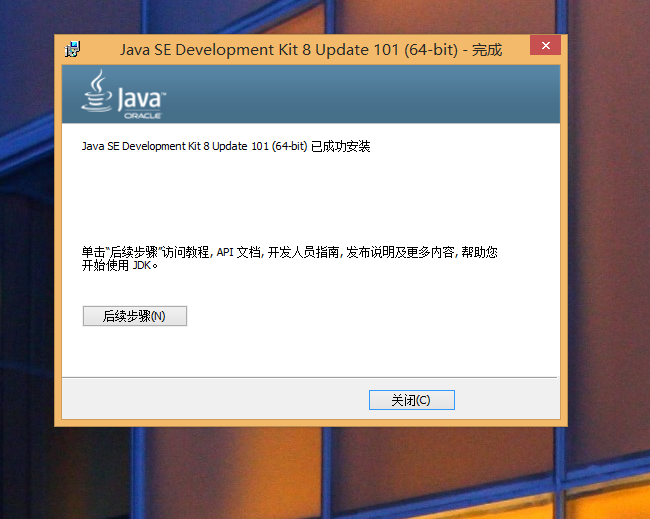 Java SE Development Kit 8 Update 101 (64-bit) - 完成
Java™
ORACLE
Java SE Development Kit 8 Update 101 (64-bit) 已成功安装
单击“后续步骤”访问教程, API 文档, 开发人员指南, 发布说明及更多内容, 帮助您
开始使用 JDK。
后续步骤(N)
关闭(C)